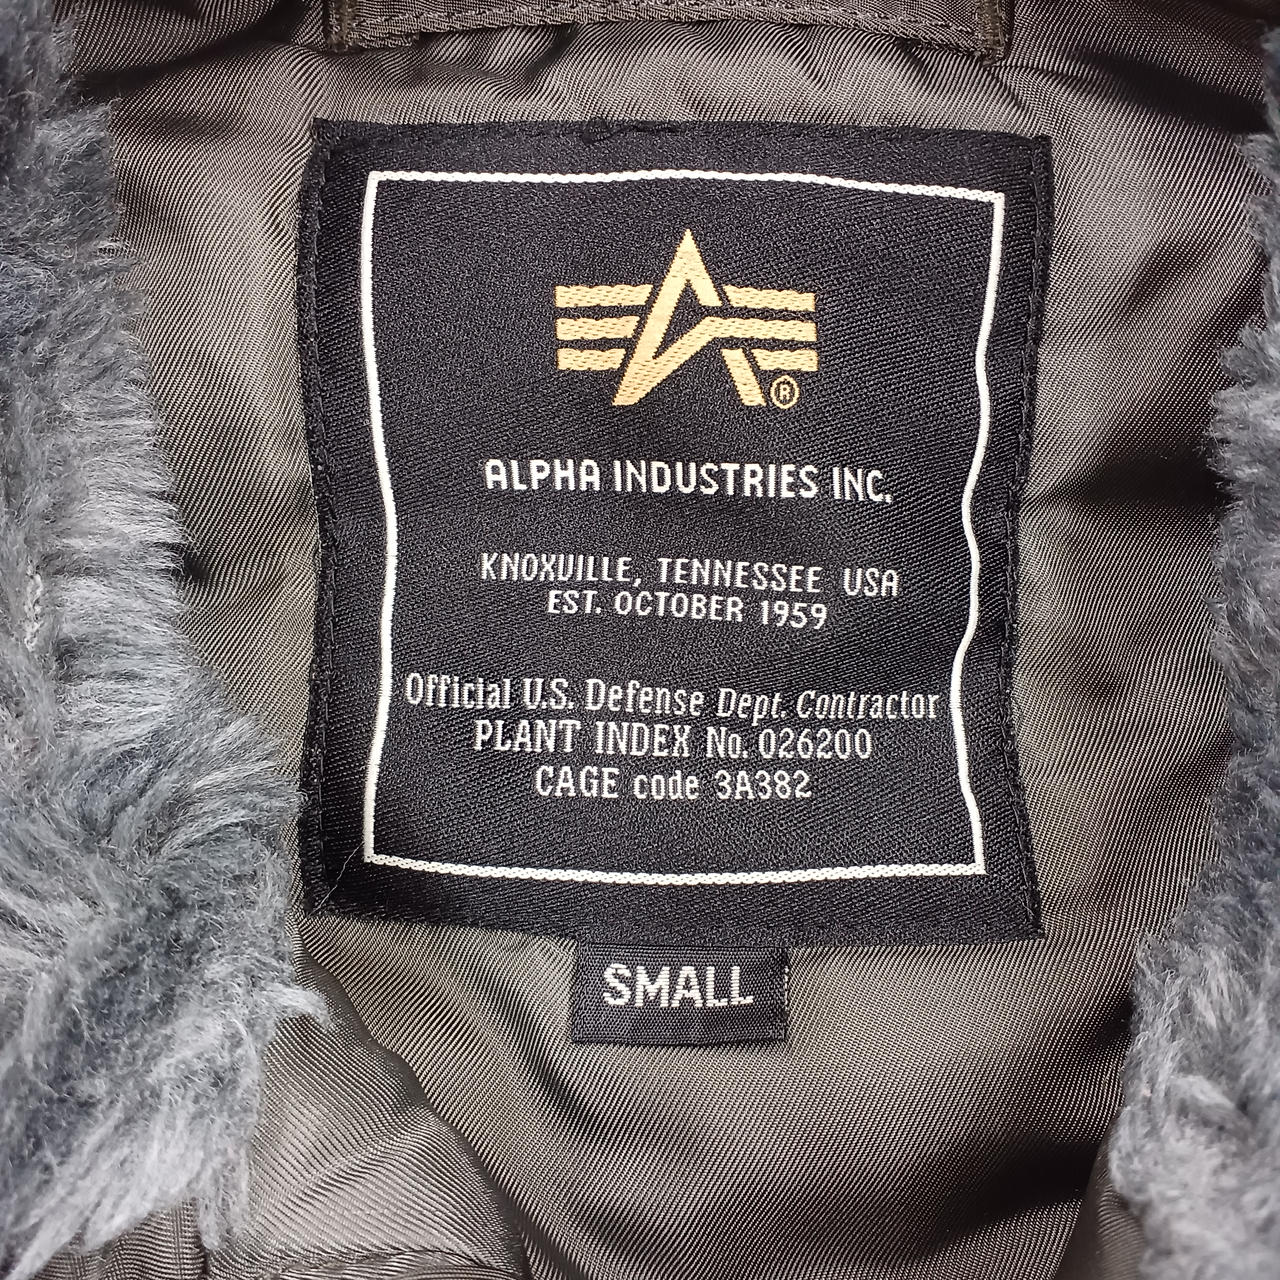 ®
ALPHA INDUSTRIES INC.
KNOXVILLE, TENNESSEE USA
EST. OCTOBER 1959
Official U.S. Defense Dept. Contractor
PLANT INDEX No. 026200
CAGE code 3A382
SMALL